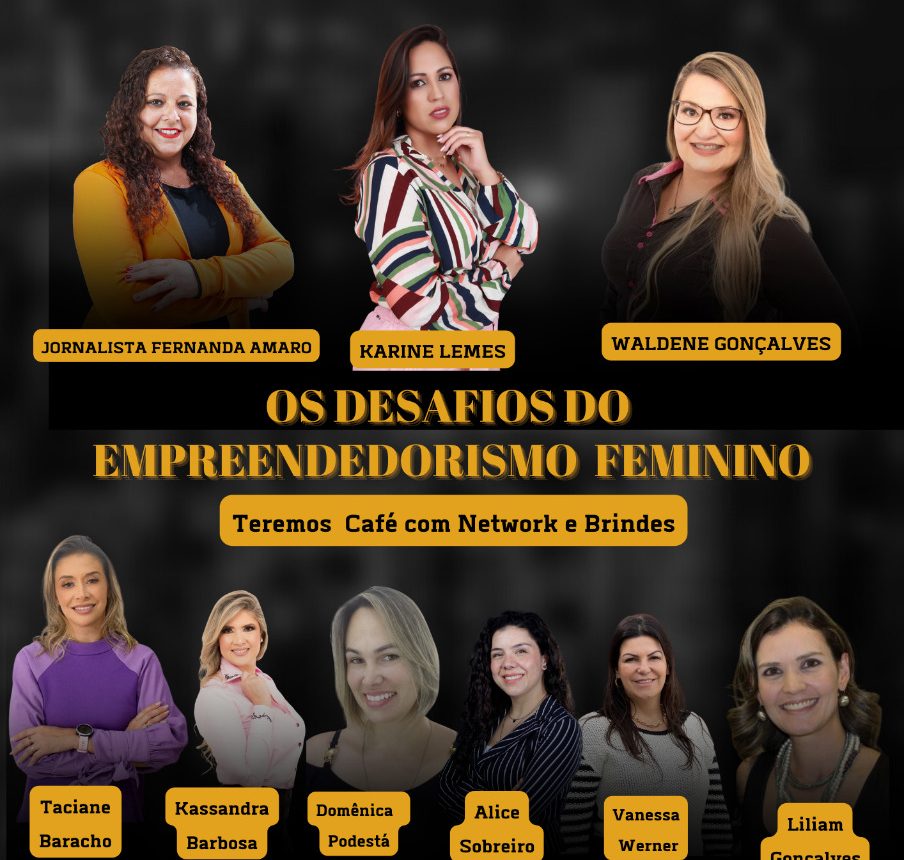 JORNALISTA FERNANDA AMARO
KARINE LEMES
WALDENE GONÇALVES
OS DESAFIOS DO
EMPREENDEDORISMO FEMININO
Teremos Café com Network e Brindes
Taciane
Baracho
Kassandra
Barbosa
Domênica
Podestá
Alice
Sobreiro
Vanessa
Werner
Liliam
Gonçalves